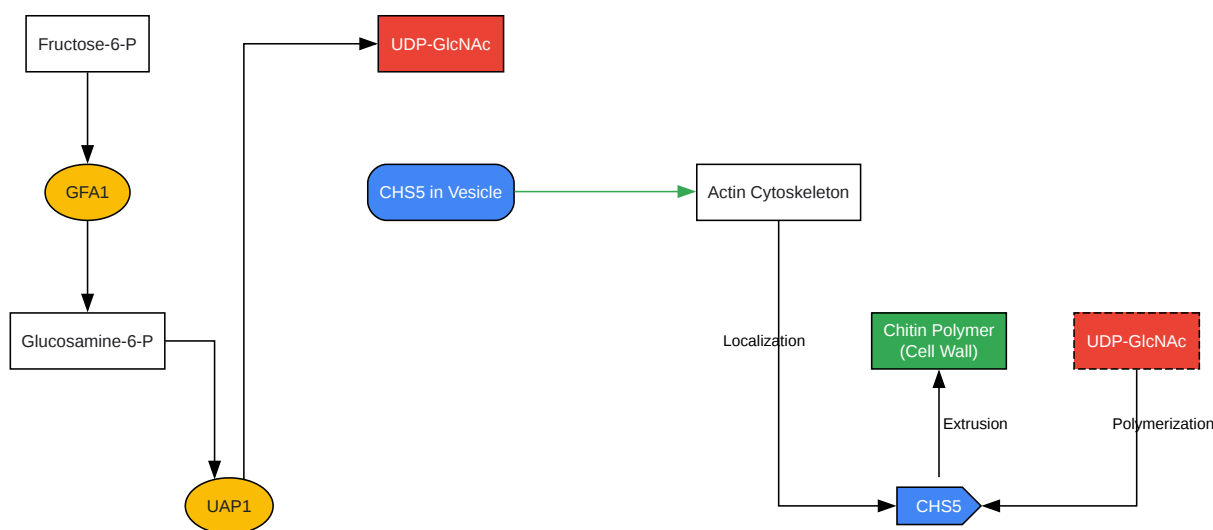 Fructose-6-P
UDP-GlcNAc
GFA1
CHS5 in Vesicle
Actin Cytoskeleton
Glucosamine-6-P
Localization
Chitin Polymer
(Cell Wall)
UDP-GlcNAc
Extrusion
Polymerization
UAP1
CHS5